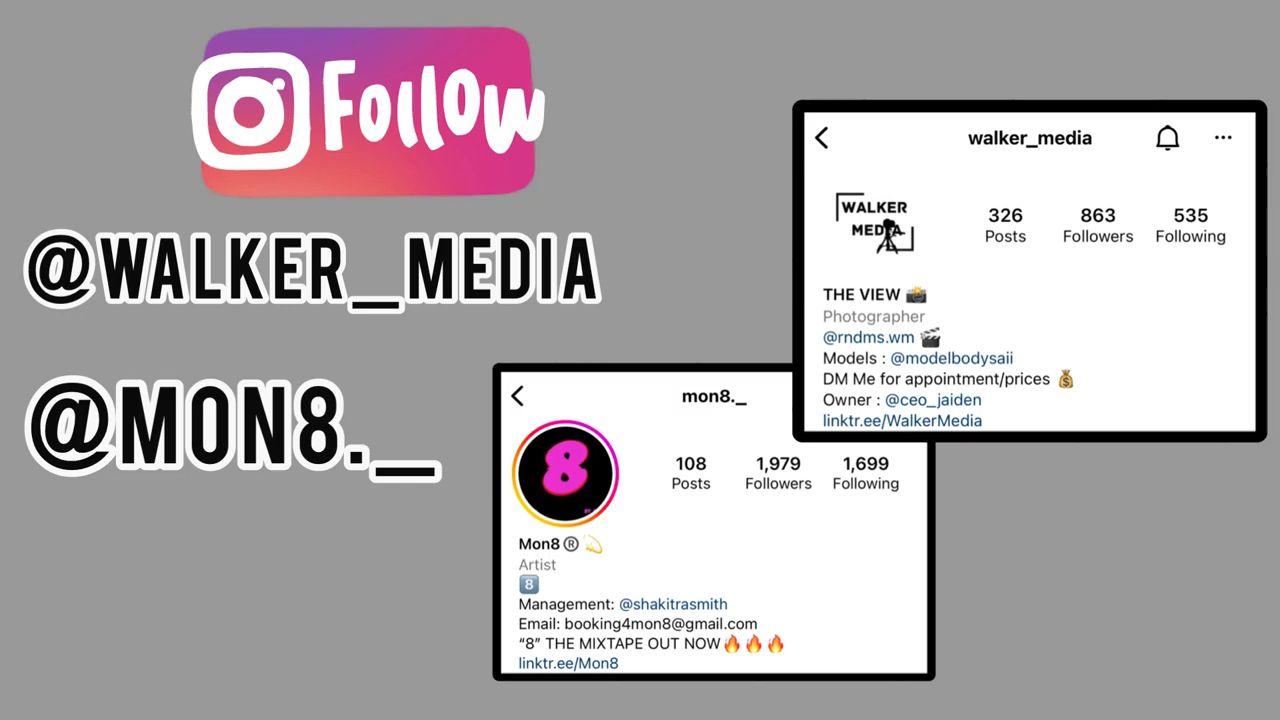 Follow
@WALKER_MEDIA
@MON8._
walker_media
WALKER
MEDIA
326 863 535
Posts Followers Following
THE VIEW 📸
Photographer
@rndms.wm 🎬
Models : @modelbodysaii
DM Me for appointment/prices 💰
Owner : @ceo_jaiden
linktr.ee/WalkerMedia
mon8._
8
108 1,979 1,699
Posts Followers Following
Mon8® 💫
Artist
8️⃣
Management: @shakitrasmith
Email: booking4mon8@gmail.com
“8” THE MIXTAPE OUT NOW🔥🔥🔥
linktr.ee/Mon8